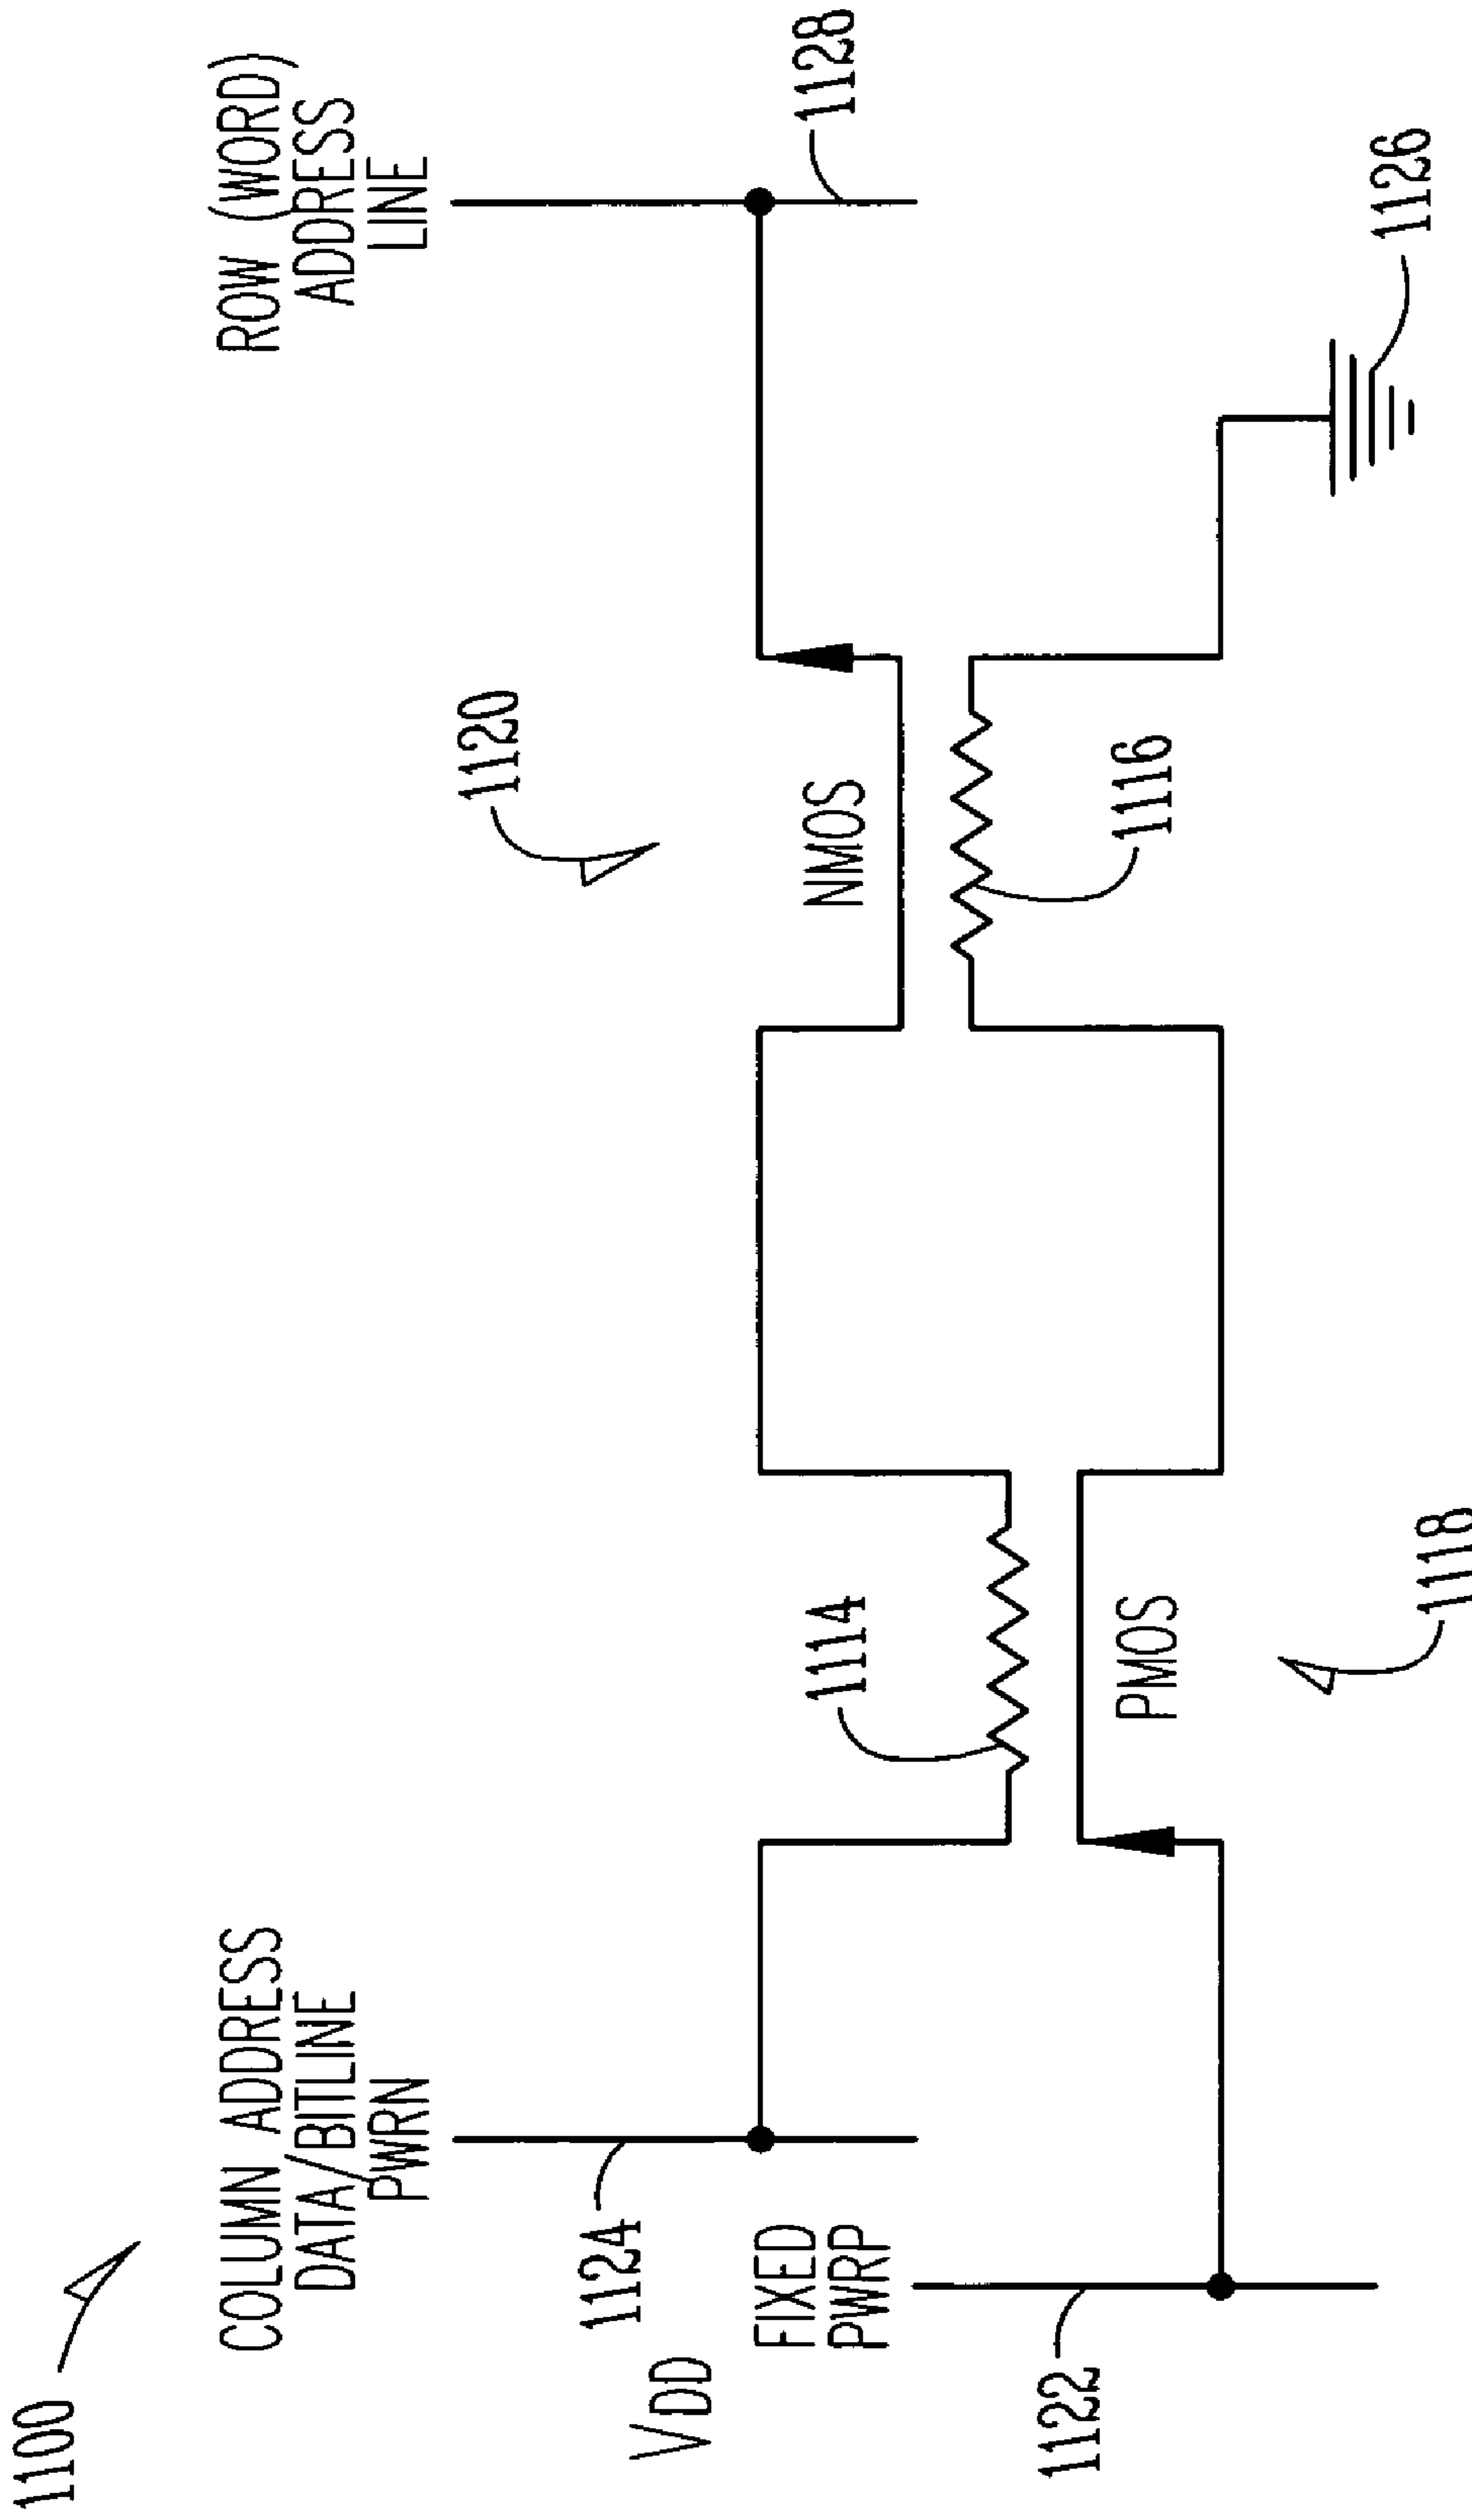 1100
COLUMN ADDRESS
DATA/BITLINE
PWRN
1124
VDD
FIXED
PWRP
1122
1114
PMOS
1118
1120
NMOS
1116
ROW (WORD)
ADDRESS
LINE
1128
1126